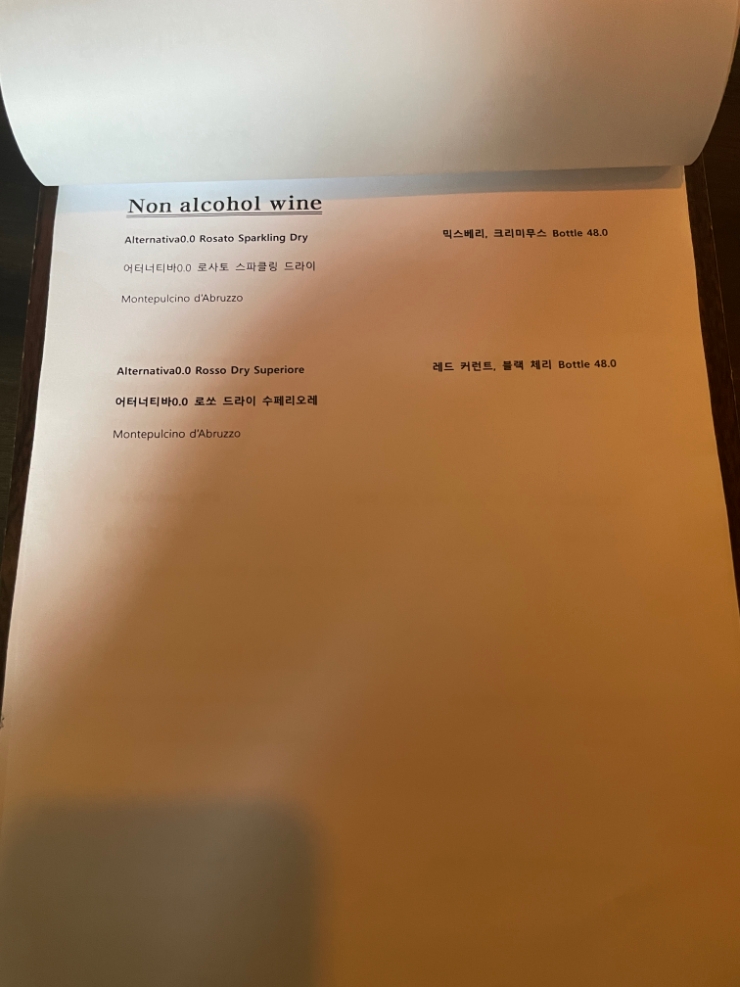 Non alcohol wine
Alternativa0.0 Rosato Sparkling Dry 믹스베리, 크리미무스 Bottle 48.0
어터너티바0.0 로사토 스파클링 드라이
Montepulcino d'Abruzzo
Alternativa0.0 Rosso Dry Superiore 레드 커런트, 블랙 체리 Bottle 48.0
어터너티바0.0 로쏘 드라이 수페리오레
Montepulcino d'Abruzzo